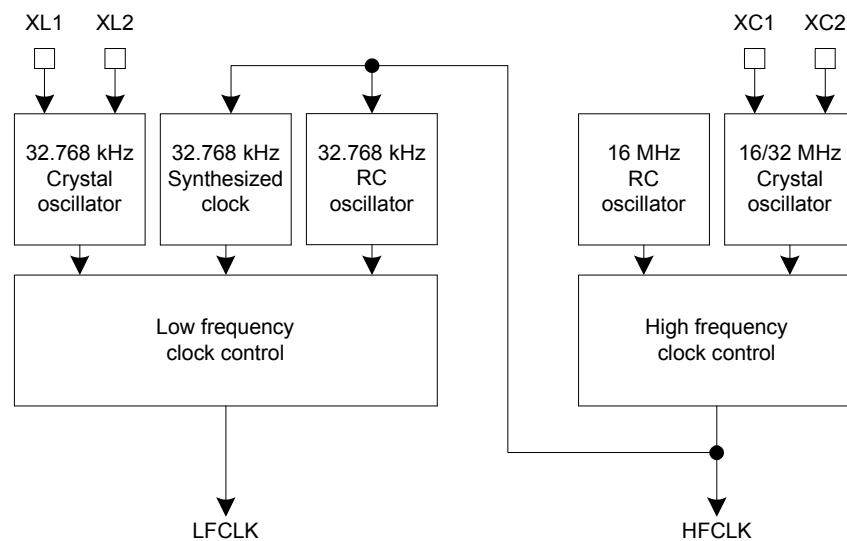 XL1
XL2
XC1
XC2
32.768 kHz
Crystal
oscillator
32.768 kHz
Synthesized
clock
32.768 kHz
RC
oscillator
16 MHz
RC
oscillator
16/32 MHz
Crystal
oscillator
Low frequency
clock control
High frequency
clock control
LFCLK
HFCLK